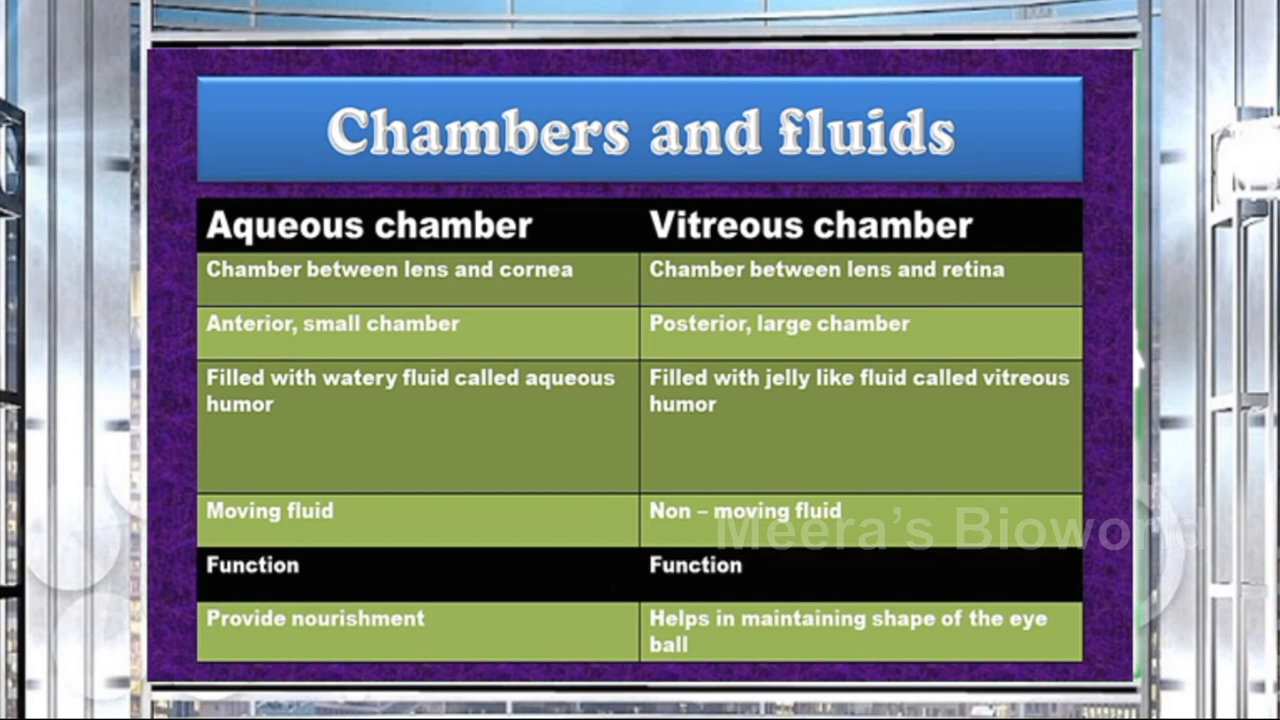 Chambers and fluids
Aqueous chamber
Vitreous chamber
Chamber between lens and cornea
Chamber between lens and retina
Anterior, small chamber
Posterior, large chamber
Filled with watery fluid called aqueous
humor
Filled with jelly like fluid called vitreous
humor
Moving fluid
Non – moving fluid
Meera's Bioworld
Function
Function
Provide nourishment
Helps in maintaining shape of the eye
ball